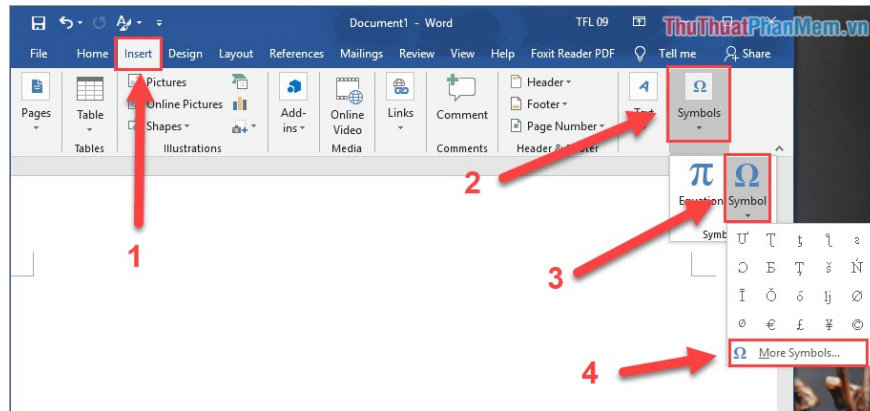 Document1 - Word
TFL 09
ThuThuatPhanMem.vn
File Home Insert Design Layout References Mailings Review View Help Foxit Reader PDF Tell me Share
Pictures
Online Pictures
Shapes
Pages
Table
Add-
ins
Online
Video
Links
Comment
Header
Footer
Page Number
Text
Symbols
Tables
Illustrations
Media
Comments
Header & Footer
1
2
3
4
π Ω
Equation Symbol
Symb
Ư Ʈ ƫ ƪ ƨ
Ɔ Ƃ Ţ š Ń
Ī Ŏ ő lj Ø
€ £ ¥ ©
Ω More Symbols...